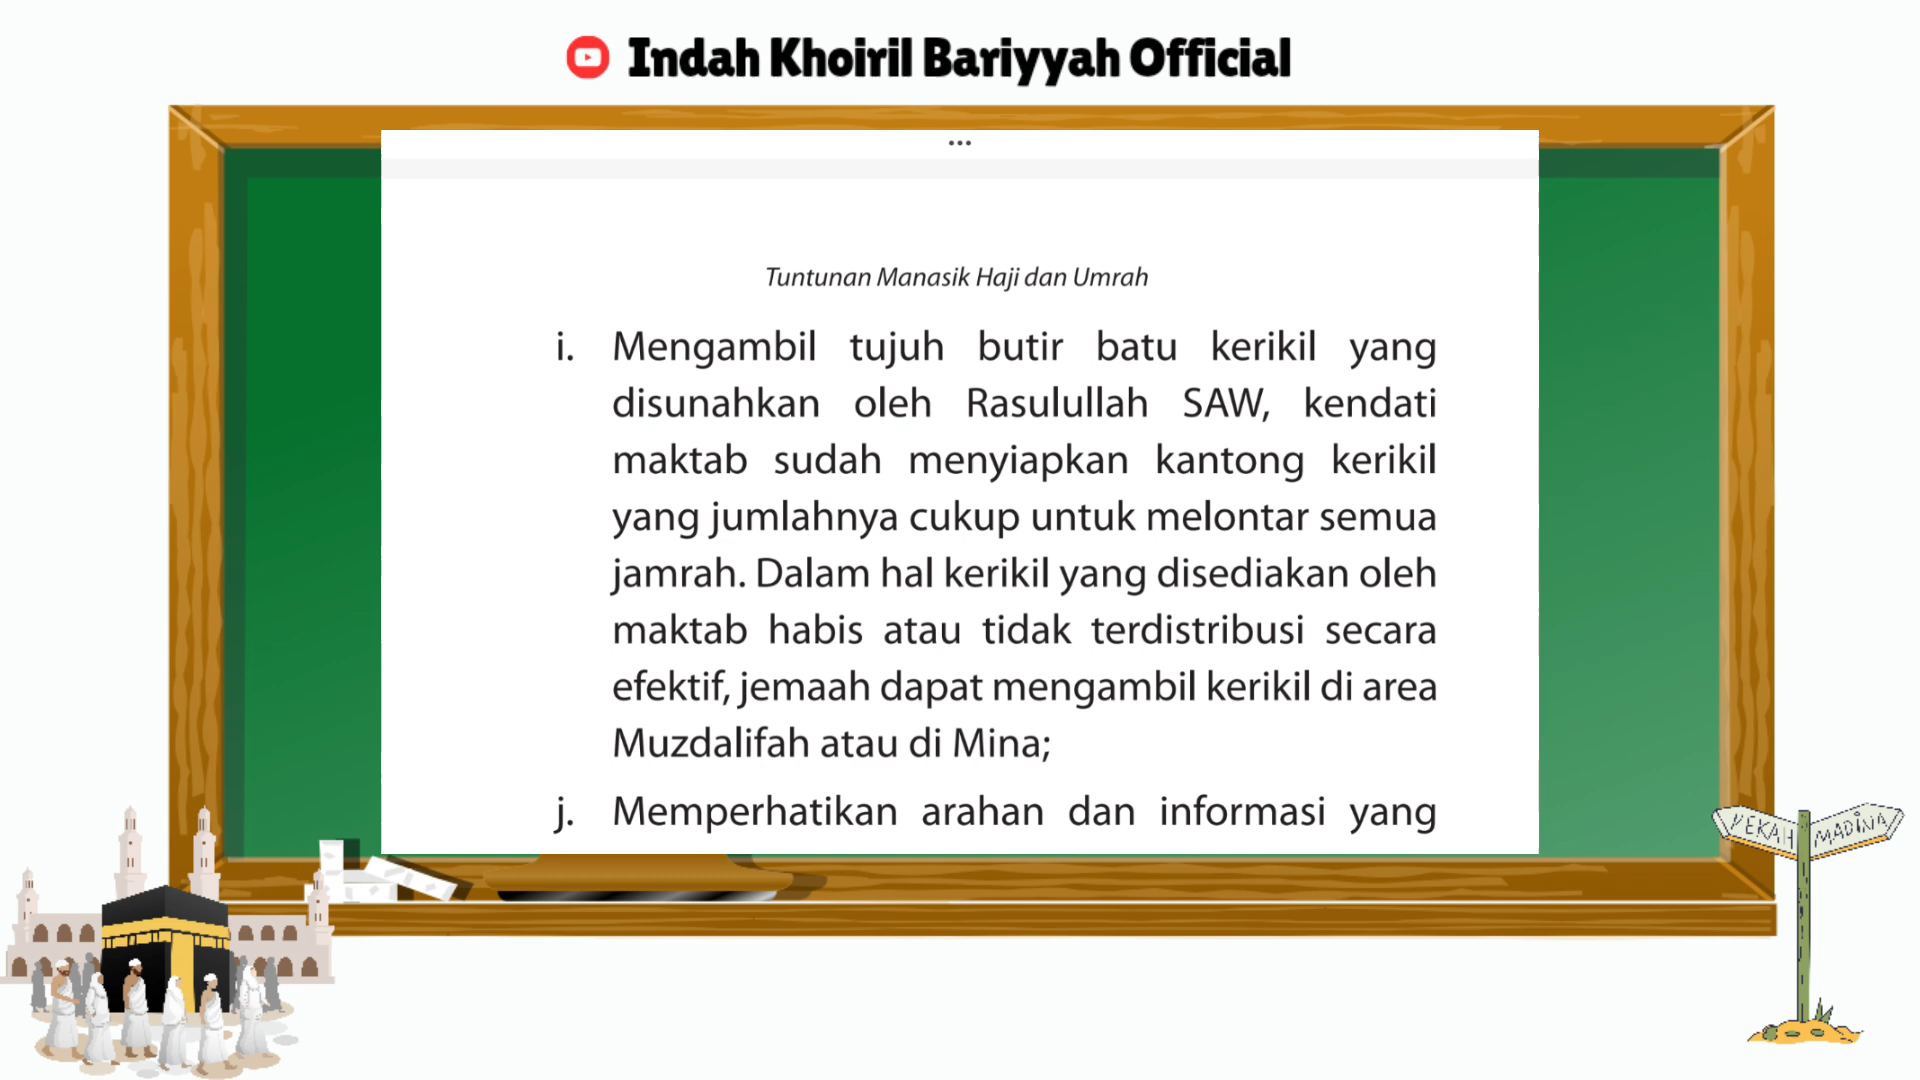 Indah Khoiril Bariyyah Official
Tuntunan Manasik Haji dan Umrah
i. Mengambil tujuh butir batu kerikil yang
disunahkan oleh Rasulullah SAW, kendati
maktab sudah menyiapkan kantong kerikil
yang jumlahnya cukup untuk melontar semua
jamrah. Dalam hal kerikil yang disediakan oleh
maktab habis atau tidak terdistribusi secara
efektif, jemaah dapat mengambil kerikil di area
Muzdalifah atau di Mina;
j. Memperhatikan arahan dan informasi yang
MEKAH
MADINA